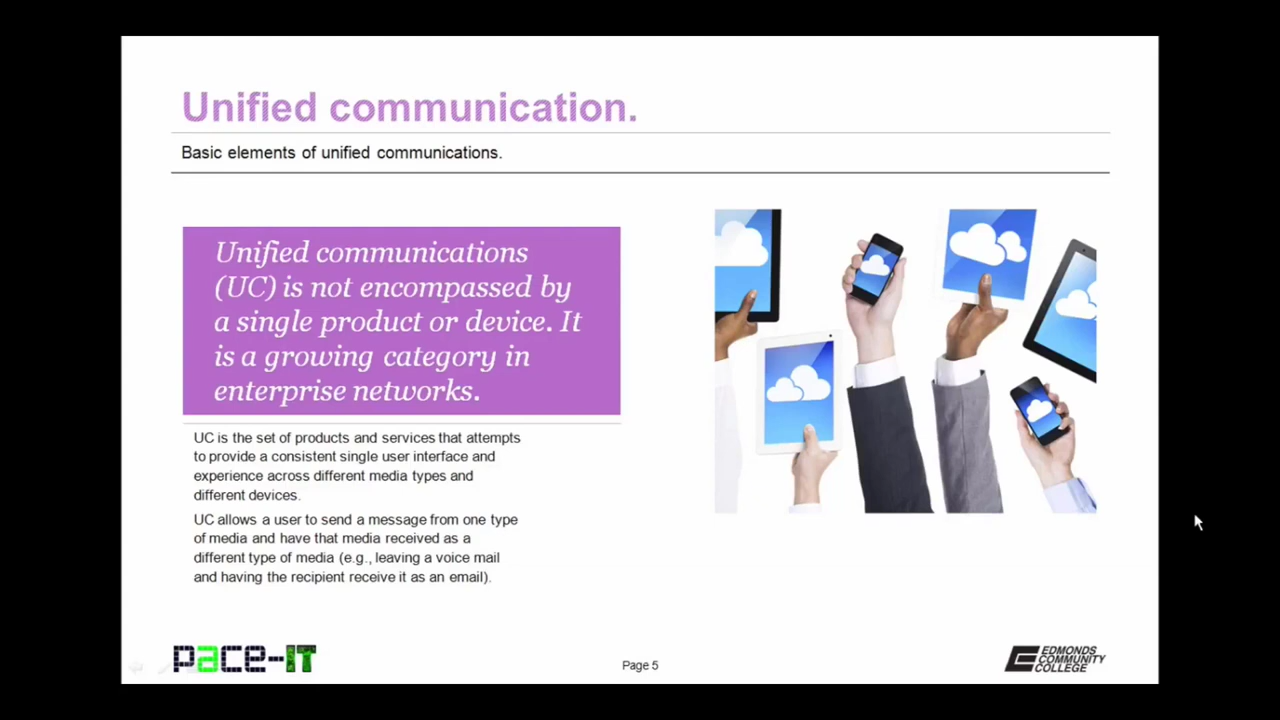 Unified communication.
Basic elements of unified communications.
Unified communications
(UC) is not encompassed by
a single product or device. It
is a growing category in
enterprise networks.
UC is the set of products and services that attempts
to provide a consistent single user interface and
experience across different media types and
different devices.
UC allows a user to send a message from one type
of media and have that media received as a
different type of media (e.g., leaving a voice mail
and having the recipient receive it as an email).
pace-IT
Page 5
EDMONDS
COMMUNITY
COLLEGE